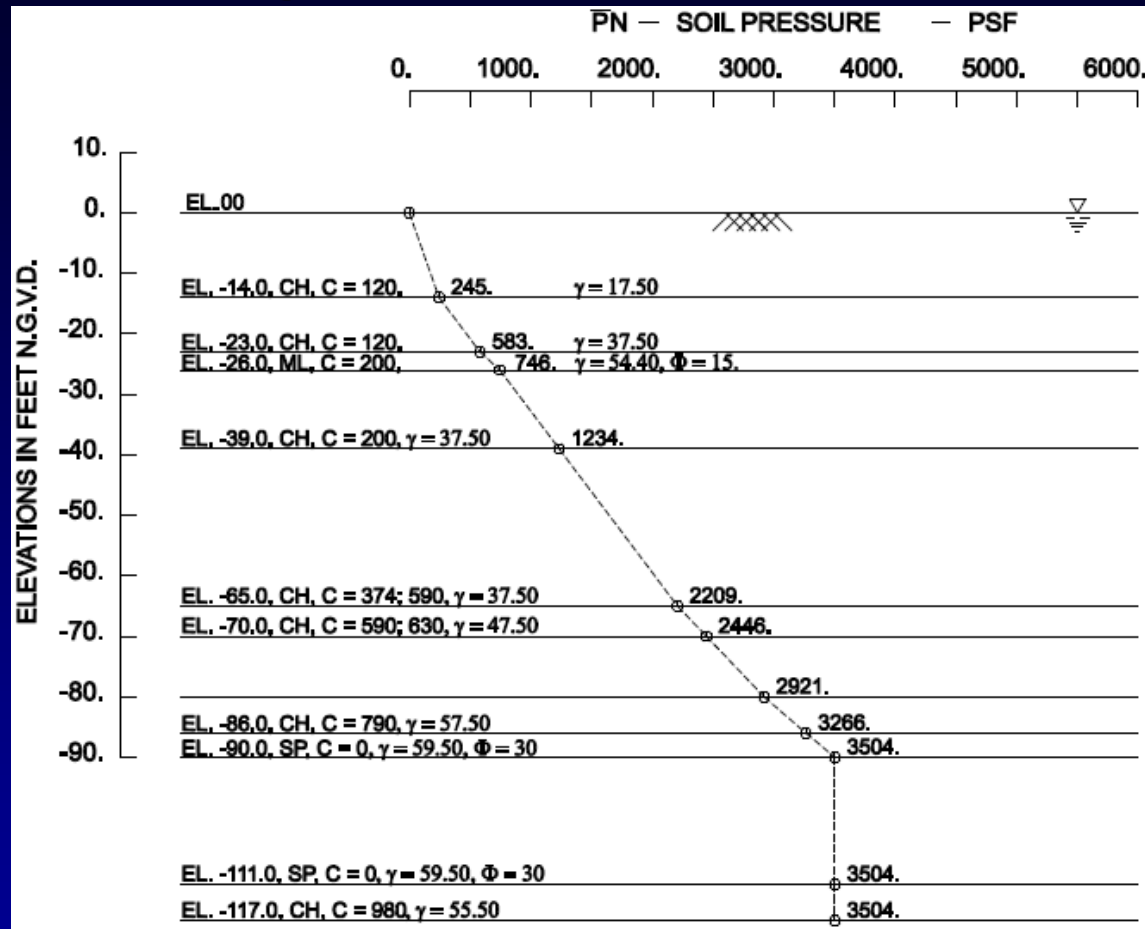 P̅N — SOIL PRESSURE — PSF
0. 1000. 2000. 3000. 4000. 5000. 6000.
ELEVATIONS IN FEET N.G.V.D.
10.
0. EL..00
-10.
EL. -14.0, CH, C = 120, 245. γ = 17.50
-20.
EL. -23.0, CH, C = 120, 583. γ = 37.50
EL. -26.0, ML, C = 200, 746. γ = 54.40, Φ = 15.
-30.
EL. -39.0, CH, C = 200, γ = 37.50 1234.
-40.
-50.
-60.
EL. -65.0, CH, C = 374; 590, γ = 37.50 2209.
-70. EL. -70.0, CH, C = 590; 630, γ = 47.50 2446.
-80. 2921.
EL. -86.0, CH, C = 790, γ = 57.50 3266.
-90. EL. -90.0, SP, C = 0, γ = 59.50, Φ = 30 3504.
EL. -111.0, SP, C = 0, γ = 59.50, Φ = 30 3504.
EL. -117.0, CH, C = 980, γ = 55.50 3504.